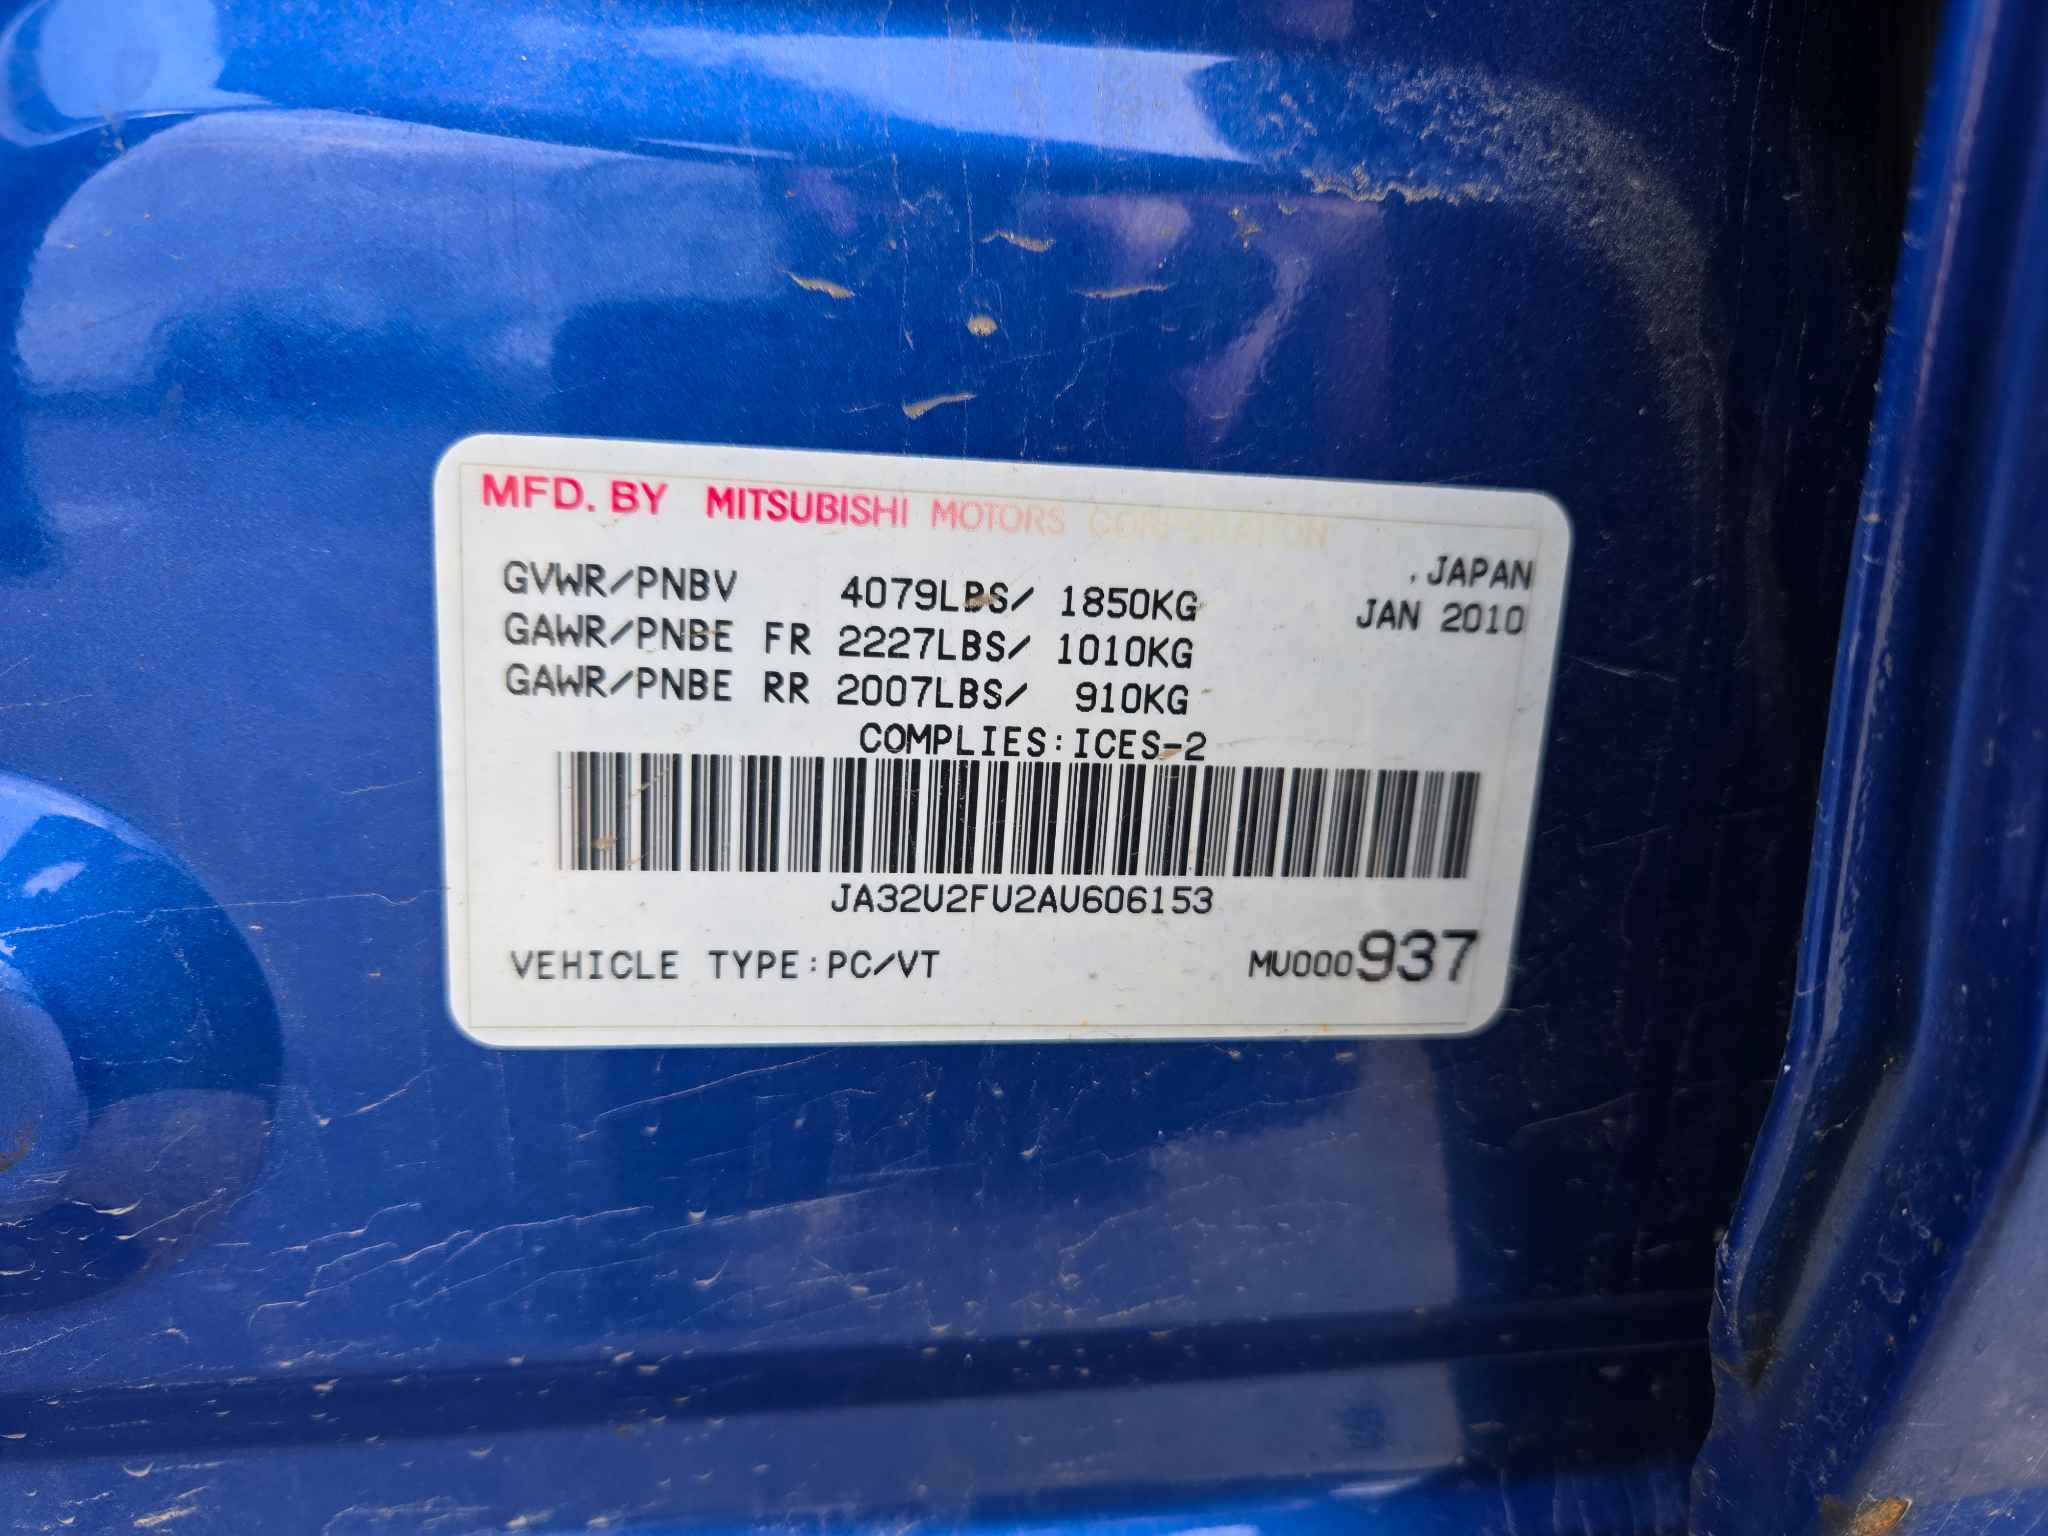 MFD. BY MITSUBISHI MOTORS CORPORATION
, JAPAN
GVWR/PNBV 4079LBS/ 1850KG
JAN 2010
GAWR/PNBE FR 2227LBS/ 1010KG
GAWR/PNBE RR 2007LBS/ 910KG
COMPLIES:ICES-2
JA32U2FU2AU606153
VEHICLE TYPE:PC/VT
MU000937